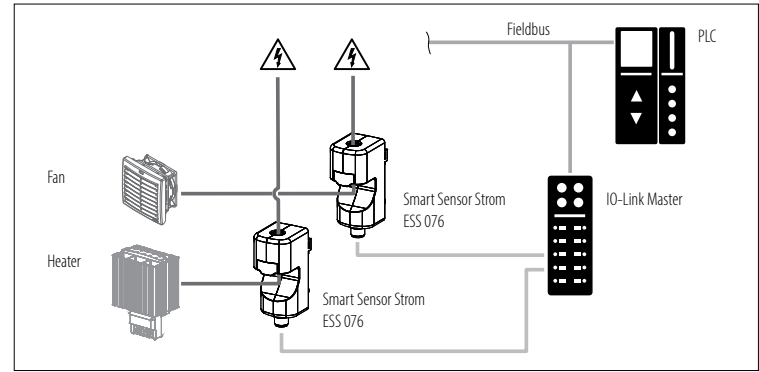 Fieldbus
PLC
Fan
Smart Sensor Strom
ESS 076
IO-Link Master
Heater
Smart Sensor Strom
ESS 076